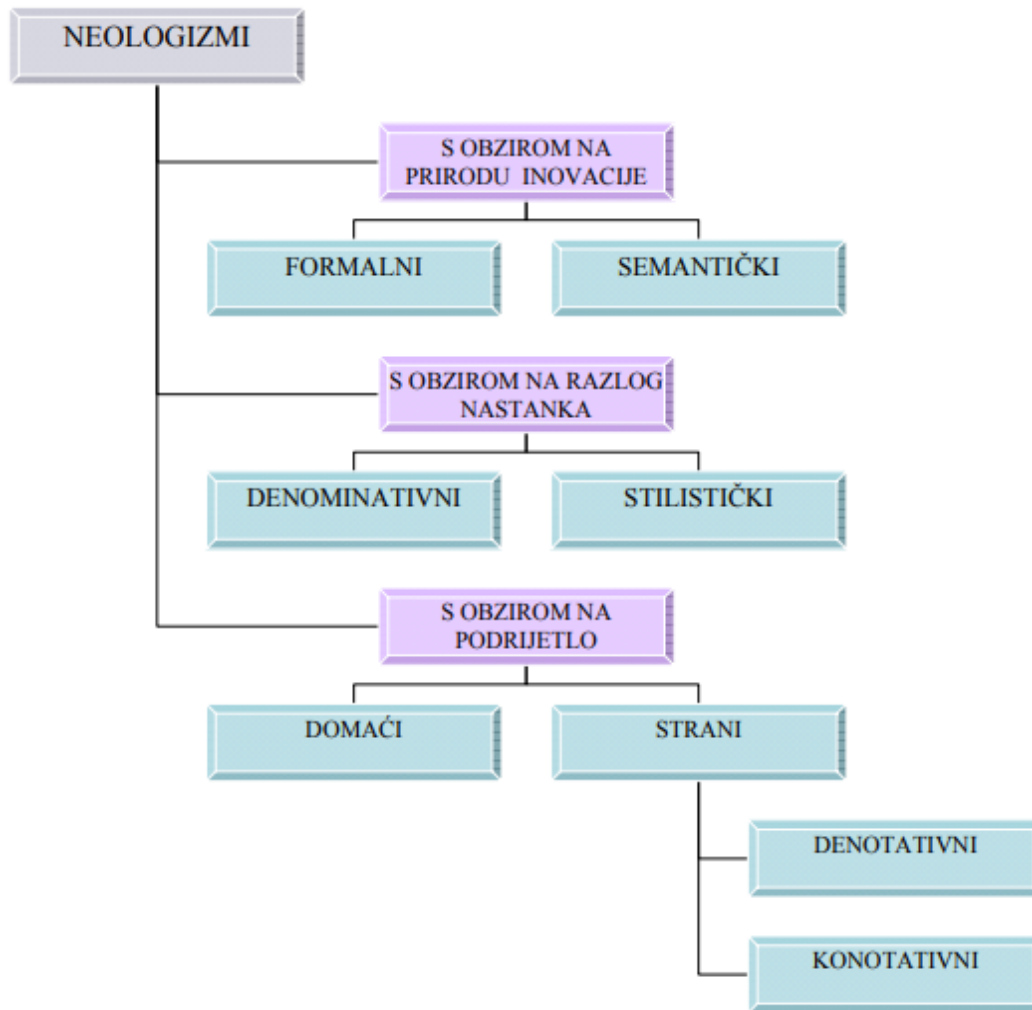 NEOLOGIZMI
S OBZIROM NA
PRIRODU INOVACIJE
FORMALNI
SEMANTIČKI
S OBZIROM NA RAZLOG
NASTANKA
DENOMINATIVNI
STILISTIČKI
S OBZIROM NA
PODRIJETLO
DOMAĆI
STRANI
DENOTATIVNI
KONOTATIVNI